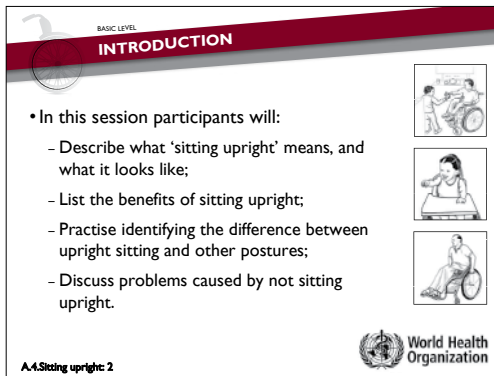 BASIC LEVEL
INTRODUCTION
• In this session participants will:
– Describe what ‘sitting upright’ means, and
what it looks like;
– List the benefits of sitting upright;
– Practise identifying the difference between
upright sitting and other postures;
– Discuss problems caused by not sitting
upright.
A.4.Sitting upright: 2
World Health
Organization